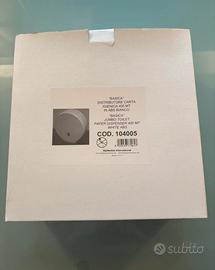 "BASICA"
DISTRIBUTORE CARTA
IGIENICA 400 MT
IN ABS BIANCO
"BASICA"
JUMBO TOILET
PAPER DISPENSER 400 MT
WHITE ABS
COD. 104005
subito